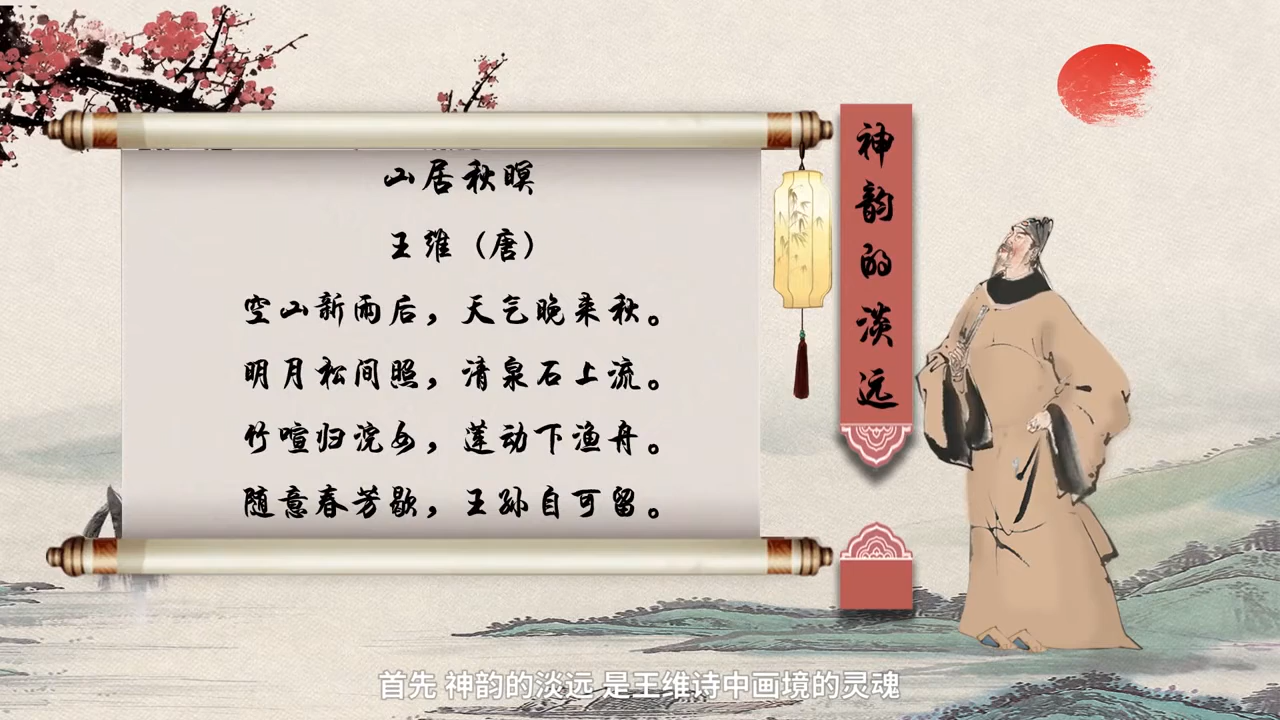 山居秋暝
王维（唐）
空山新雨后，天气晚来秋。
明月松间照，清泉石上流。
竹喧归浣女，莲动下渔舟。
随意春芳歇，王孙自可留。
神韵的淡远
首先 神韵的淡远 是王维诗中画境的灵魂